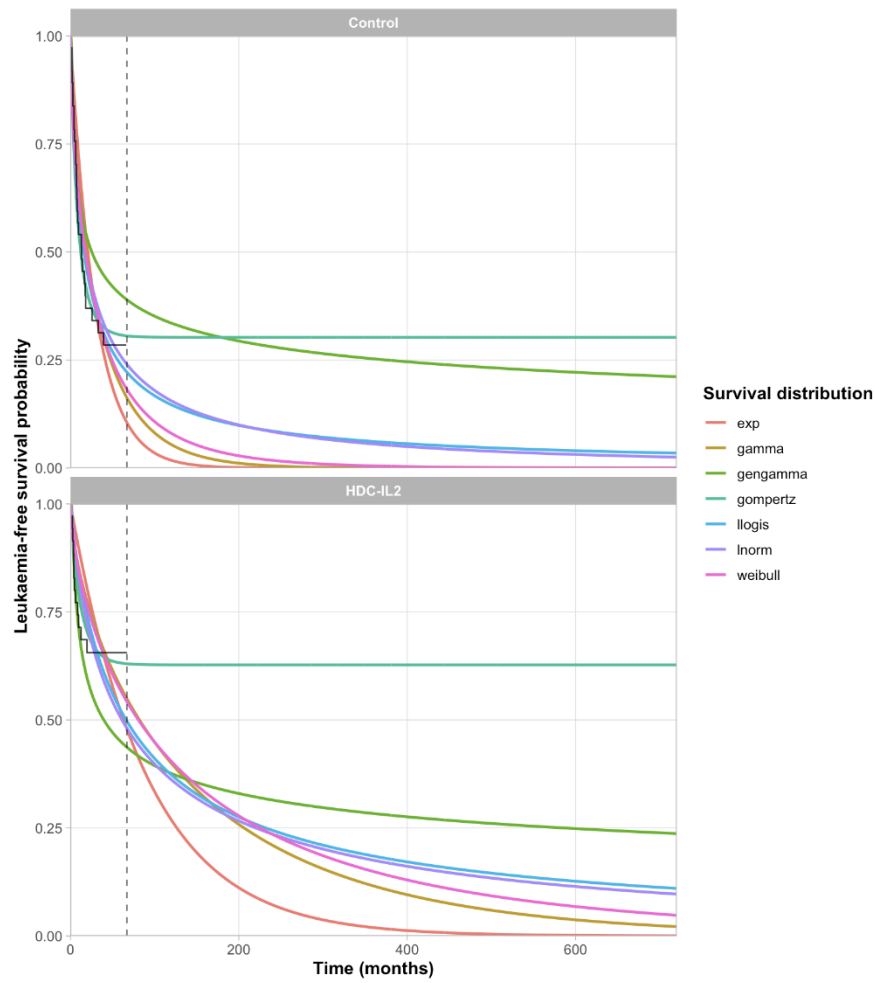 Control
1.00
0.75
0.50
0.25
0.00
HDC-IL2
1.00
0.75
0.50
0.25
0.00
0
200
400
600
Time (months)
Leukaemia-free survival probability
Survival distribution
exp
gamma
gengamma
gompertz
llogis
lnorm
weibull